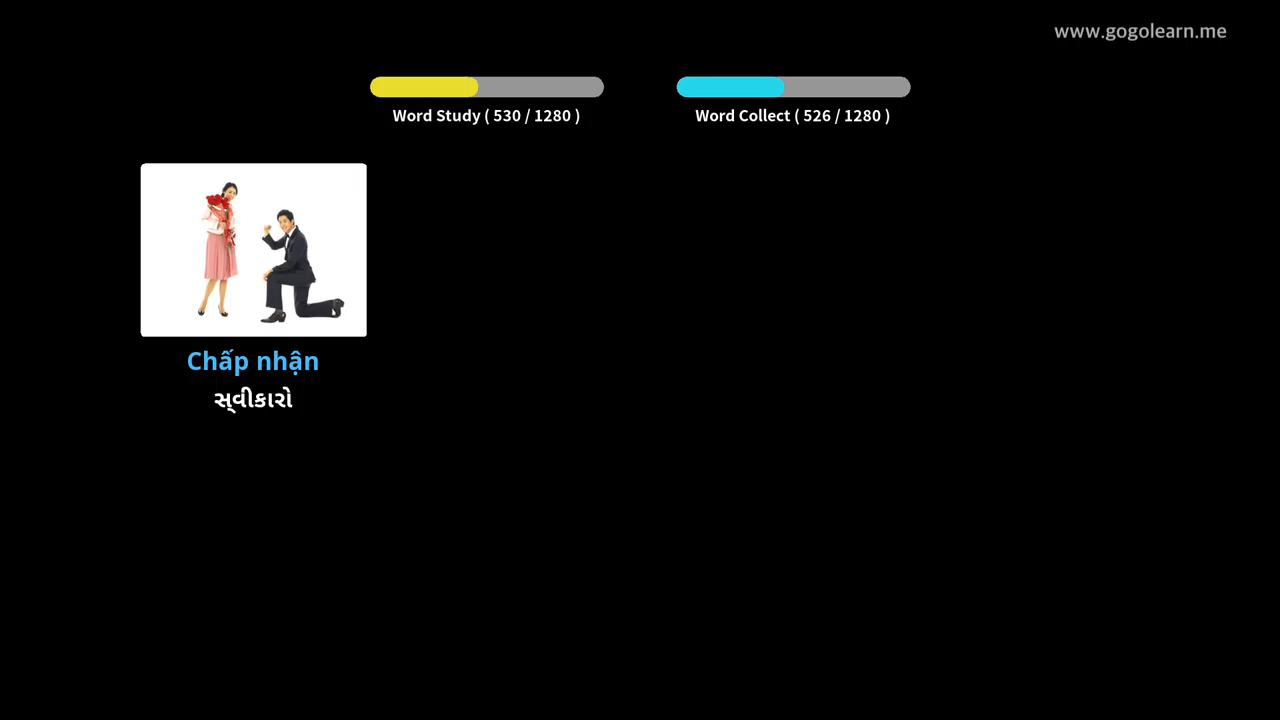 www.gogolearn.me
Word Study ( 530 / 1280 )
Word Collect ( 526 / 1280 )
Chấp nhận
સ્વીકારો